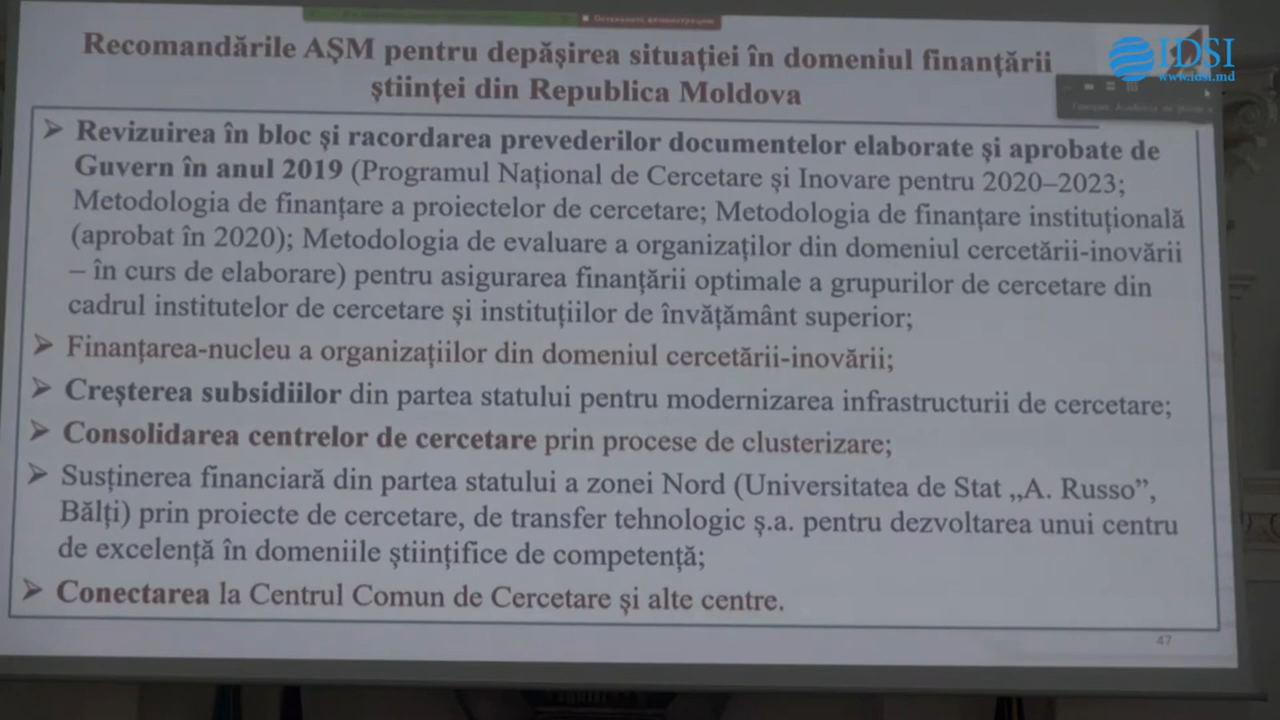 Recomandările AȘM pentru depășirea situației în domeniul finanțării
științei din Republica Moldova
IDSI
www.idsi.md
➢ Revizuirea în bloc și racordarea prevederilor documentelor elaborate și aprobate de
Guvern în anul 2019 (Programul Național de Cercetare și Inovare pentru 2020–2023;
Metodologia de finanțare a proiectelor de cercetare; Metodologia de finanțare instituțională
(aprobat în 2020); Metodologia de evaluare a organizaților din domeniul cercetării-inovării
– în curs de elaborare) pentru asigurarea finanțării optimale a grupurilor de cercetare din
cadrul institutelor de cercetare și instituțiilor de învățământ superior;
➢ Finanțarea-nucleu a organizațiilor din domeniul cercetării-inovării;
➢ Creșterea subsidiilor din partea statului pentru modernizarea infrastructurii de cercetare;
➢ Consolidarea centrelor de cercetare prin procese de clusterizare;
➢ Susținerea financiară din partea statului a zonei Nord (Universitatea de Stat „A. Russo”,
Bălți) prin proiecte de cercetare, de transfer tehnologic ș.a. pentru dezvoltarea unui centru
de excelență în domeniile științifice de competență;
➢ Conectarea la Centrul Comun de Cercetare și alte centre.
47